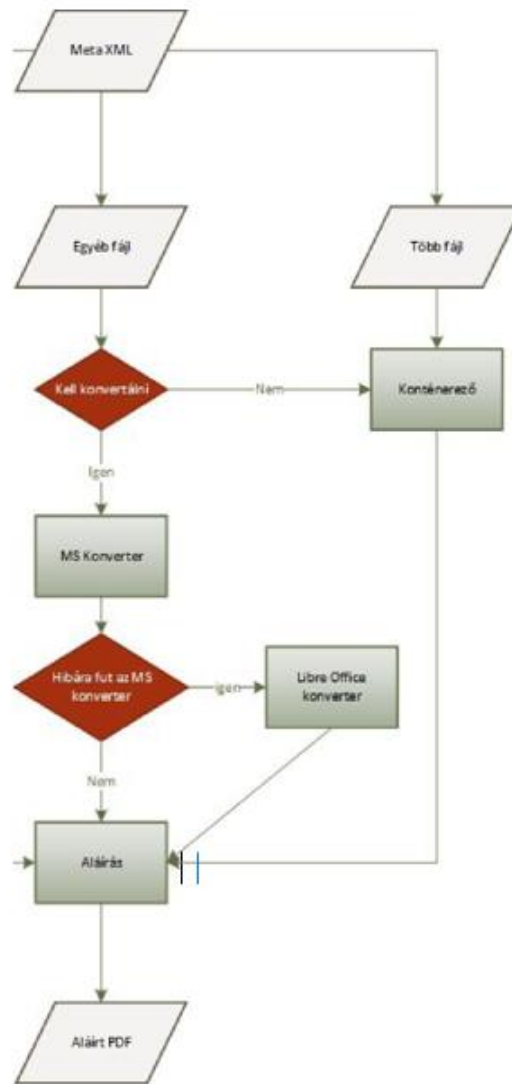 Meta XML
Egyéb fájl
Több fájl
Kell konvertálni
Nem
Konténerező
Igen
MS Konverter
Hibára fut az MS
konverter
igen
Libre Office
konverter
Nem
Aláírás
Aláírt PDF